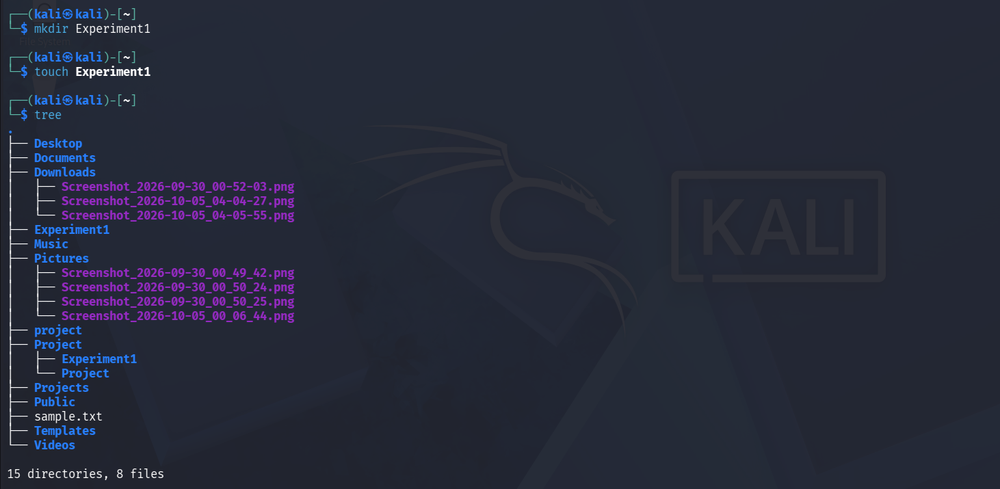 ┌──(kali㉿kali)-[~]
└─$ mkdir Experiment1
File System
┌──(kali㉿kali)-[~]
└─$ touch Experiment1
┌──(kali㉿kali)-[~]
└─$ tree
.
├── Desktop
├── Documents
├── Downloads
│   ├── Screenshot_2026-09-30_00-52-03.png
│   ├── Screenshot_2026-10-05_04-04-27.png
│   └── Screenshot_2026-10-05_04-05-55.png
├── Experiment1
├── Music
├── Pictures
│   ├── Screenshot_2026-09-30_00_49_42.png
│   ├── Screenshot_2026-09-30_00_50_24.png
│   ├── Screenshot_2026-09-30_00_50_25.png
│   └── Screenshot_2026-10-05_00_06_44.png
├── project
├── Project
│   ├── Experiment1
│   └── Project
├── Projects
├── Public
├── sample.txt
├── Templates
└── Videos
15 directories, 8 files
KALI